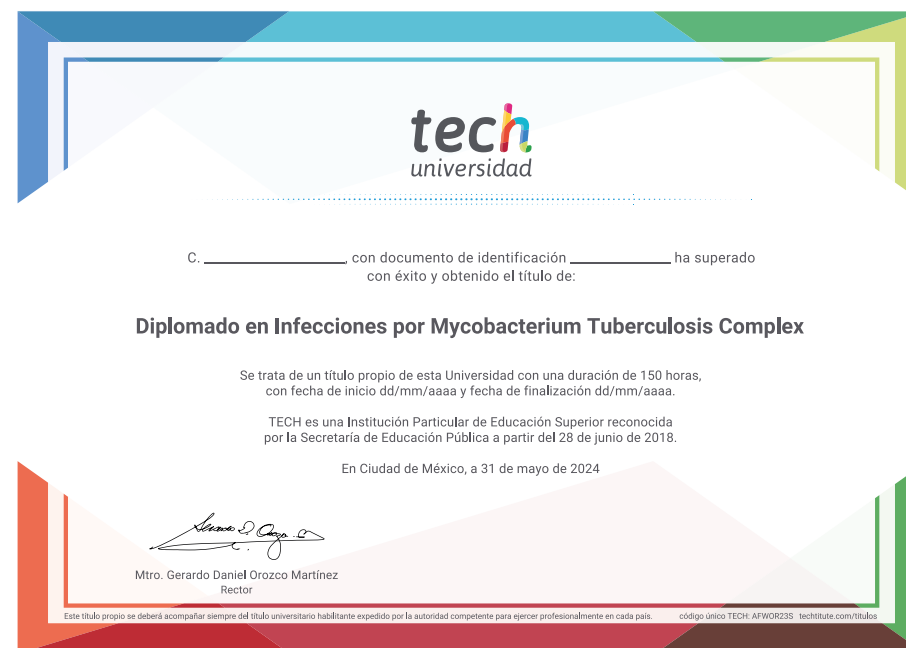 tech
universidad
C. ____________, con documento de identificación ____________ ha superado
con éxito y obtenido el título de:
Diplomado en Infecciones por Mycobacterium Tuberculosis Complex
Se trata de un título propio de esta Universidad con una duración de 150 horas,
con fecha de inicio dd/mm/aaaa y fecha de finalización dd/mm/aaaa.
TECH es una Institución Particular de Educación Superior reconocida
por la Secretaría de Educación Pública a partir del 28 de junio de 2018.
En Ciudad de México, a 31 de mayo de 2024
Mtro. Gerardo Daniel Orozco Martínez
Rector
Este título propio se deberá acompañar siempre del título universitario habilitante expedido por la autoridad competente para ejercer profesionalmente en cada país. código único TECH: AFWOR23S techtitute.com/titulos